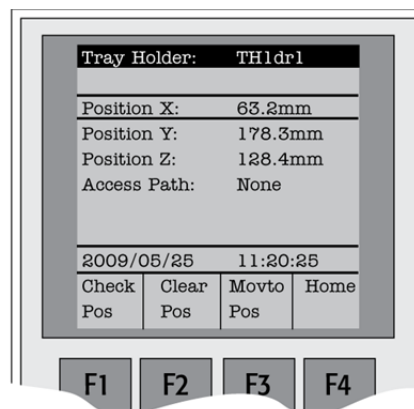 Tray Holder: TH1dr1
Position X: 63.2mm
Position Y: 178.3mm
Position Z: 128.4mm
Access Path: None
2009/05/25 11:20:25
Check Clear Movto Home
Pos Pos Pos
F1 F2 F3 F4